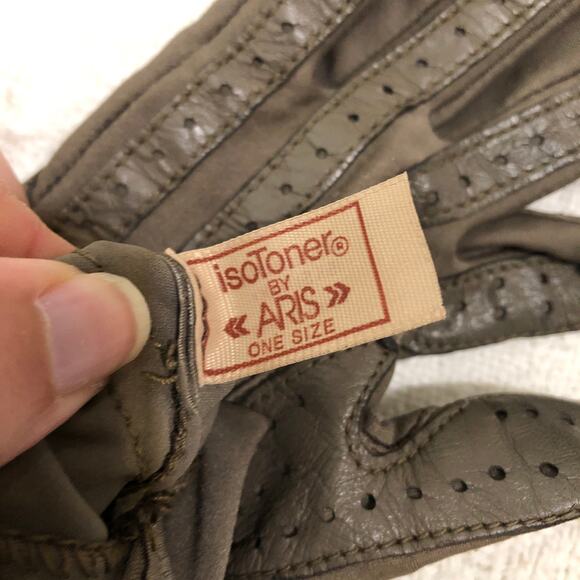 isoToner®
BY
« ARIS »
ONE SIZE